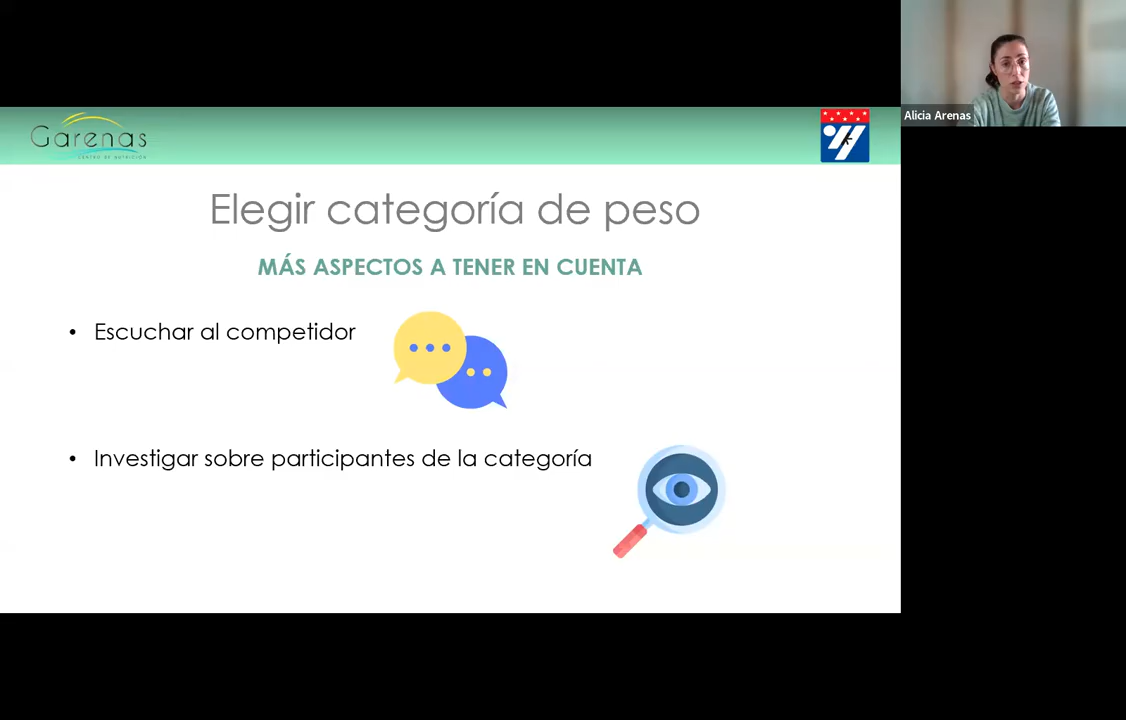 Alicia Arenas
Garenas
CENTRO DE NUTRICIÓN
Elegir categoría de peso
MÁS ASPECTOS A TENER EN CUENTA
• Escuchar al competidor
• Investigar sobre participantes de la categoría